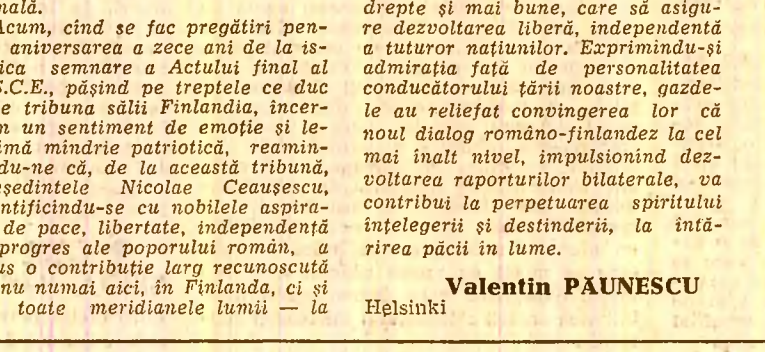 nală.
Acum, cînd se fac pregătiri pen-
aniversarea a zece ani de la is-
ica semnare a Actului final al
S.C.E., pășind pe treptele ce duc
e tribuna sălii Finlandia, încer-
n un sentiment de emoție și le-
imă mîndrie patriotică, reamin-
du-ne că, de la această tribună,
ședintele Nicolae Ceaușescu,
ntificîndu-se cu nobilele aspira-
de pace, libertate, independență
progres ale poporului român, a
us o contribuție larg recunoscută
nu numai aici, în Finlanda, ci și
toate meridianele lumii — la
drepte și mai bune, care să asigu-
re dezvoltarea liberă, independentă
a tuturor națiunilor. Exprimîndu-și
admirația față de personalitatea
conducătorului țării noastre, gazde-
le au reliefat convingerea lor că
noul dialog româno-finlandez la cel
mai înalt nivel, impulsionînd dez-
voltarea raporturilor bilaterale, va
contribui la perpetuarea spiritului
înțelegerii și destinderii, la întă-
rirea păcii în lume.
Valentin PĂUNESCU
Helsinki